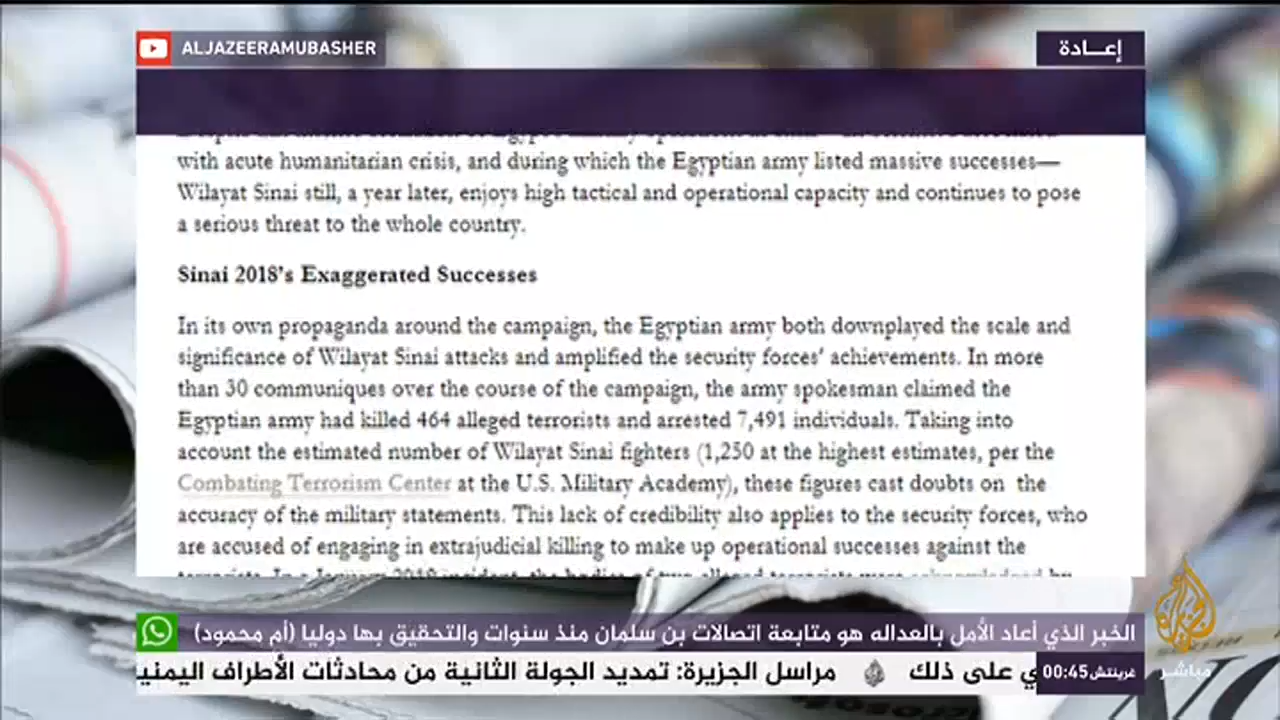 ALJAZEERAMUBASHER
إعـــادة
with acute humanitarian crisis, and during which the Egyptian army listed massive successes—
Wilayat Sinai still, a year later, enjoys high tactical and operational capacity and continues to pose
a serious threat to the whole country.
Sinai 2018's Exaggerated Successes
In its own propaganda around the campaign, the Egyptian army both downplayed the scale and
significance of Wilayat Sinai attacks and amplified the security forces' achievements. In more
than 30 communiques over the course of the campaign, the army spokesman claimed the
Egyptian army had killed 464 alleged terrorists and arrested 7,491 individuals. Taking into
account the estimated number of Wilayat Sinai fighters (1,250 at the highest estimates, per the
Combating Terrorism Center at the U.S. Military Academy), these figures cast doubts on the
accuracy of the military statements. This lack of credibility also applies to the security forces, who
are accused of engaging in extrajudicial killing to make up operational successes against the
الخبر الذي أعاد الأمل بالعداله هو متابعة اتصالات بن سلمان منذ سنوات والتحقيق بها دوليا (أم محمود)
غرينتش 00:45
ي على ذلك مراسل الجزيرة: تمديد الجولة الثانية من محادثات الأطراف اليمنيـ
مباشر